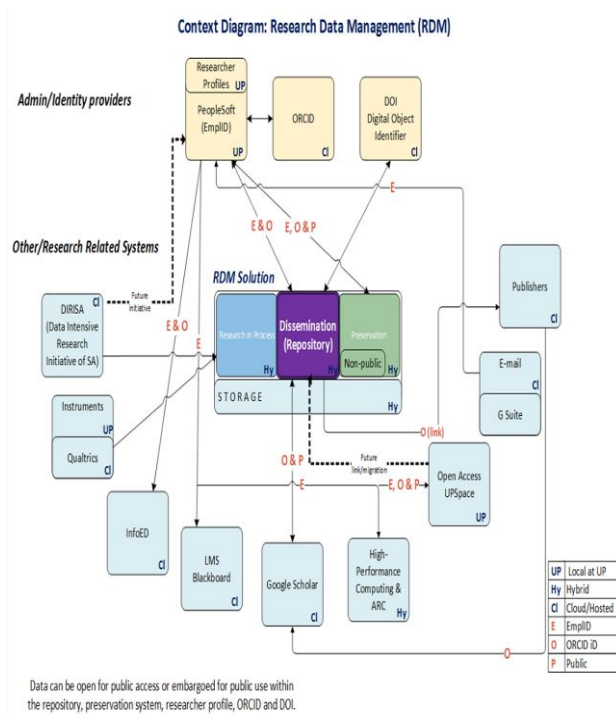 Context Diagram: Research Data Management (RDM)
Admin/Identity providers
Researcher
Profiles
UP
PeopleSoft
(EmplID)
UP
ORCID
Cl
DOI
Digital Object
Identifier
Cl
E
E & O
E, O & P
Other/Research Related Systems
RDM Solution
DIRISA
Cl
(Data Intensive
Research
Initiative of SA)
Future
initiative
E & O
E
Research in Process
Hy
Dissemination
(Repository)
Hy
Preservation
Non-public
Hy
STORAGE
Hy
Publishers
Cl
E-mail
Cl
G Suite
Instruments
UP
Qualtrics
Cl
O (link)
O & P
Future
link/migration
E
E, O & P
Open Access
UPSpace
UP
InfoED
Cl
LMS
Blackboard
Cl
Google Scholar
Cl
High-
Performance
Computing &
ARC
Hy
O
UP Local at UP
Hy Hybrid
Cl Cloud/Hosted
E EmplID
O ORCID iD
P Public
Data can be open for public access or embargoed for public use within
the repository, preservation system, researcher profile, ORCID and DOI.